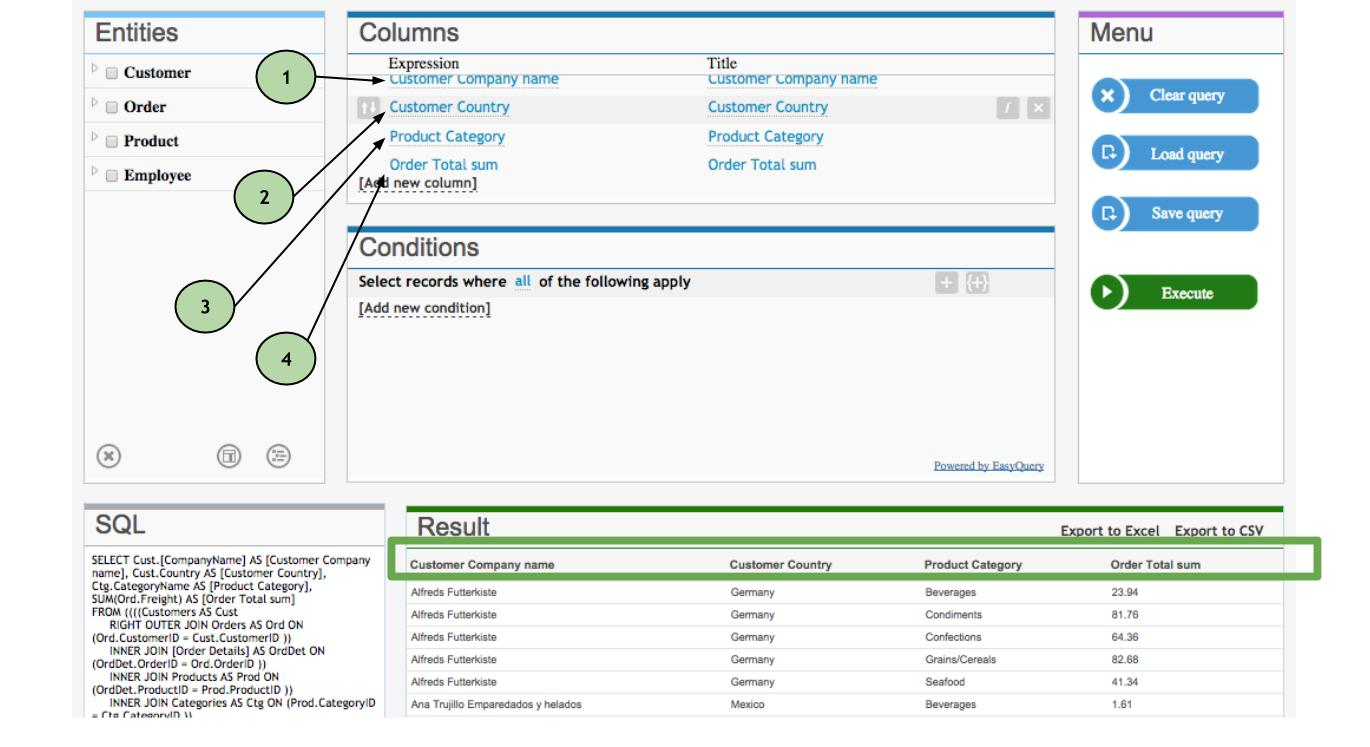 Entities
Customer
Order
Product
Employee
1
2
3
4
Columns
Expression Title
Customer Company name Customer Company name
Customer Country Customer Country
Product Category Product Category
Order Total sum Order Total sum
[Add new column]
Conditions
Select records where all of the following apply
[Add new condition]
Powered by EasyQuery
Menu
Clear query
Load query
Save query
Execute
SQL
SELECT Cust.[CompanyName] AS [Customer Company
name], Cust.Country AS [Customer Country],
Ctg.CategoryName AS [Product Category],
SUM(Ord.Freight) AS [Order Total sum]
FROM ((((Customers AS Cust
RIGHT OUTER JOIN Orders AS Ord ON
(Ord.CustomerID = Cust.CustomerID ))
INNER JOIN [Order Details] AS OrdDet ON
(OrdDet.OrderID = Ord.OrderID ))
INNER JOIN Products AS Prod ON
(OrdDet.ProductID = Prod.ProductID ))
INNER JOIN Categories AS Ctg ON (Prod.CategoryID
= Ctg.CategoryID ))
Result
Export to Excel Export to CSV
Customer Company name Customer Country Product Category Order Total sum
Alfreds Futterkiste Germany Beverages 23.94
Alfreds Futterkiste Germany Condiments 81.76
Alfreds Futterkiste Germany Confections 64.36
Alfreds Futterkiste Germany Grains/Cereals 82.68
Alfreds Futterkiste Germany Seafood 41.34
Ana Trujillo Emparedados y helados Mexico Beverages 1.61